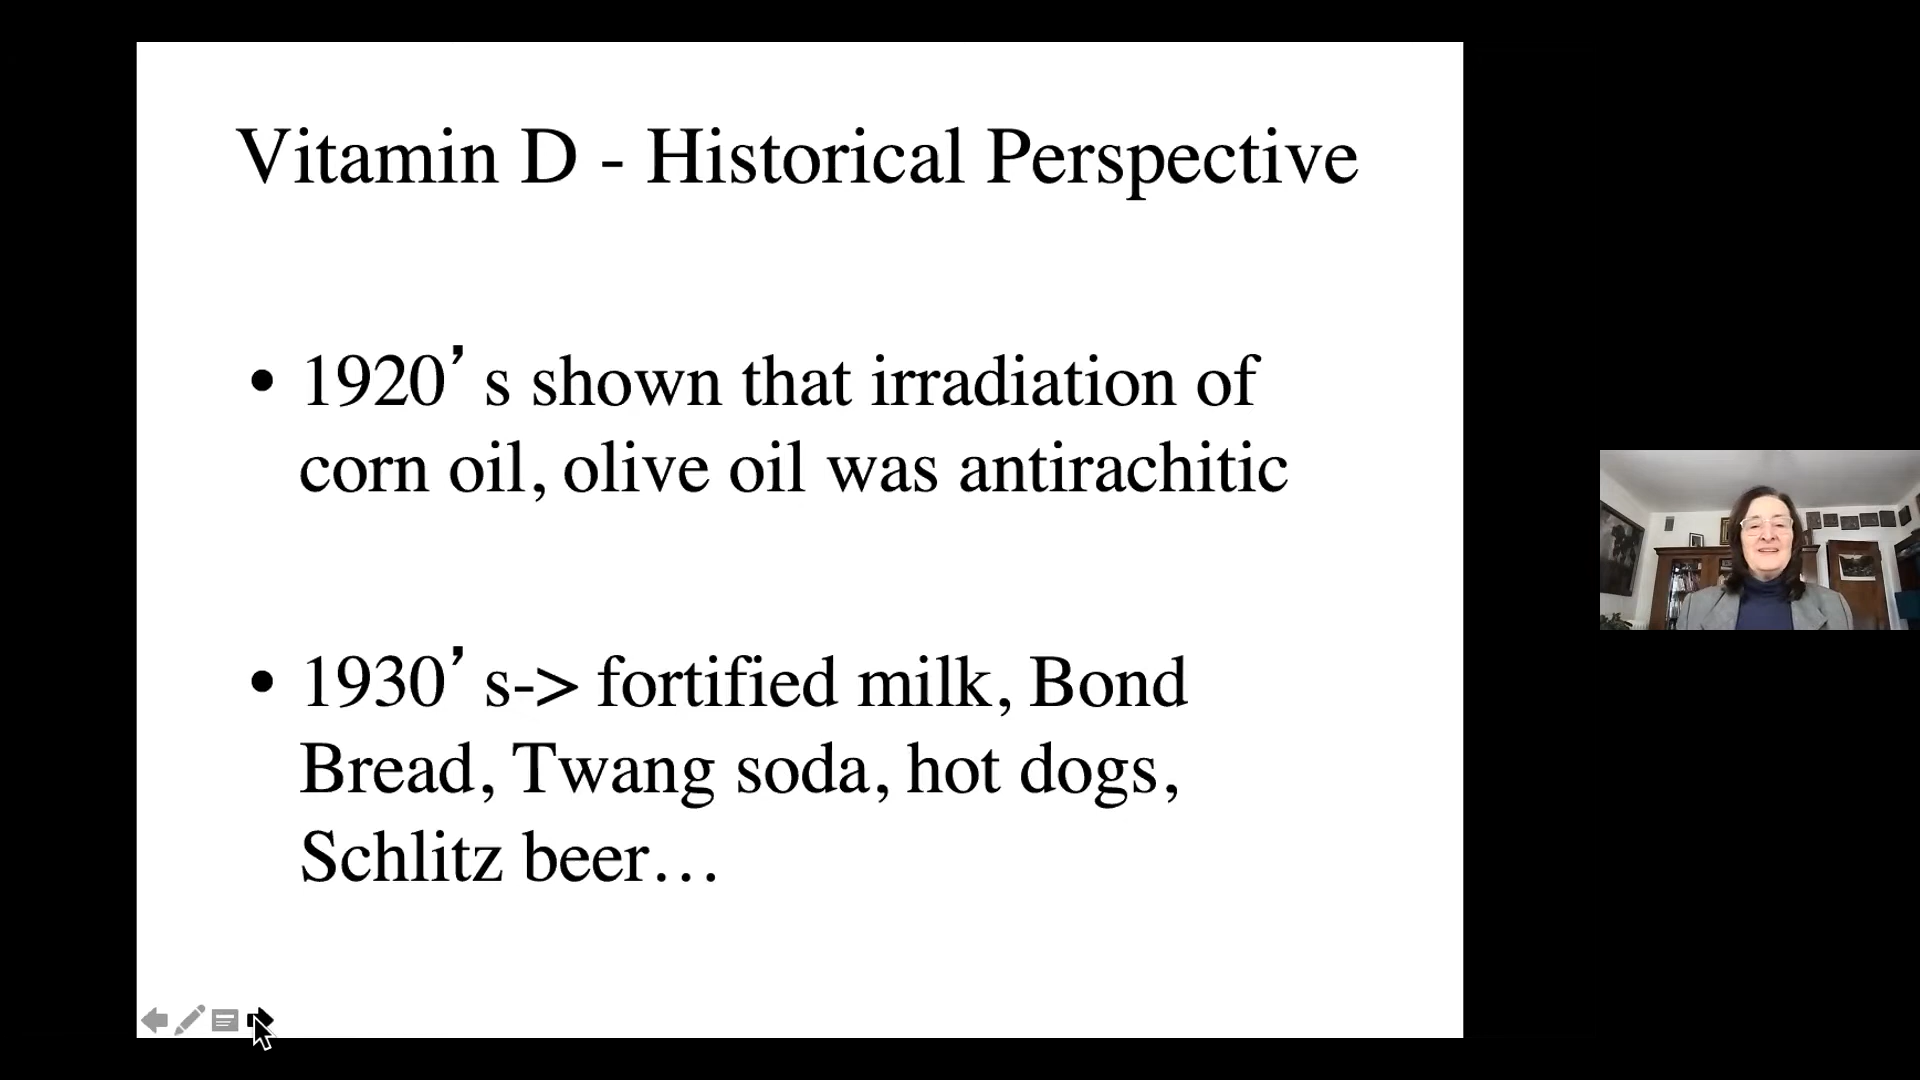 Vitamin D - Historical Perspective
• 1920’s shown that irradiation of
corn oil, olive oil was antirachitic
• 1930’s-> fortified milk, Bond
Bread, Twang soda, hot dogs,
Schlitz beer…